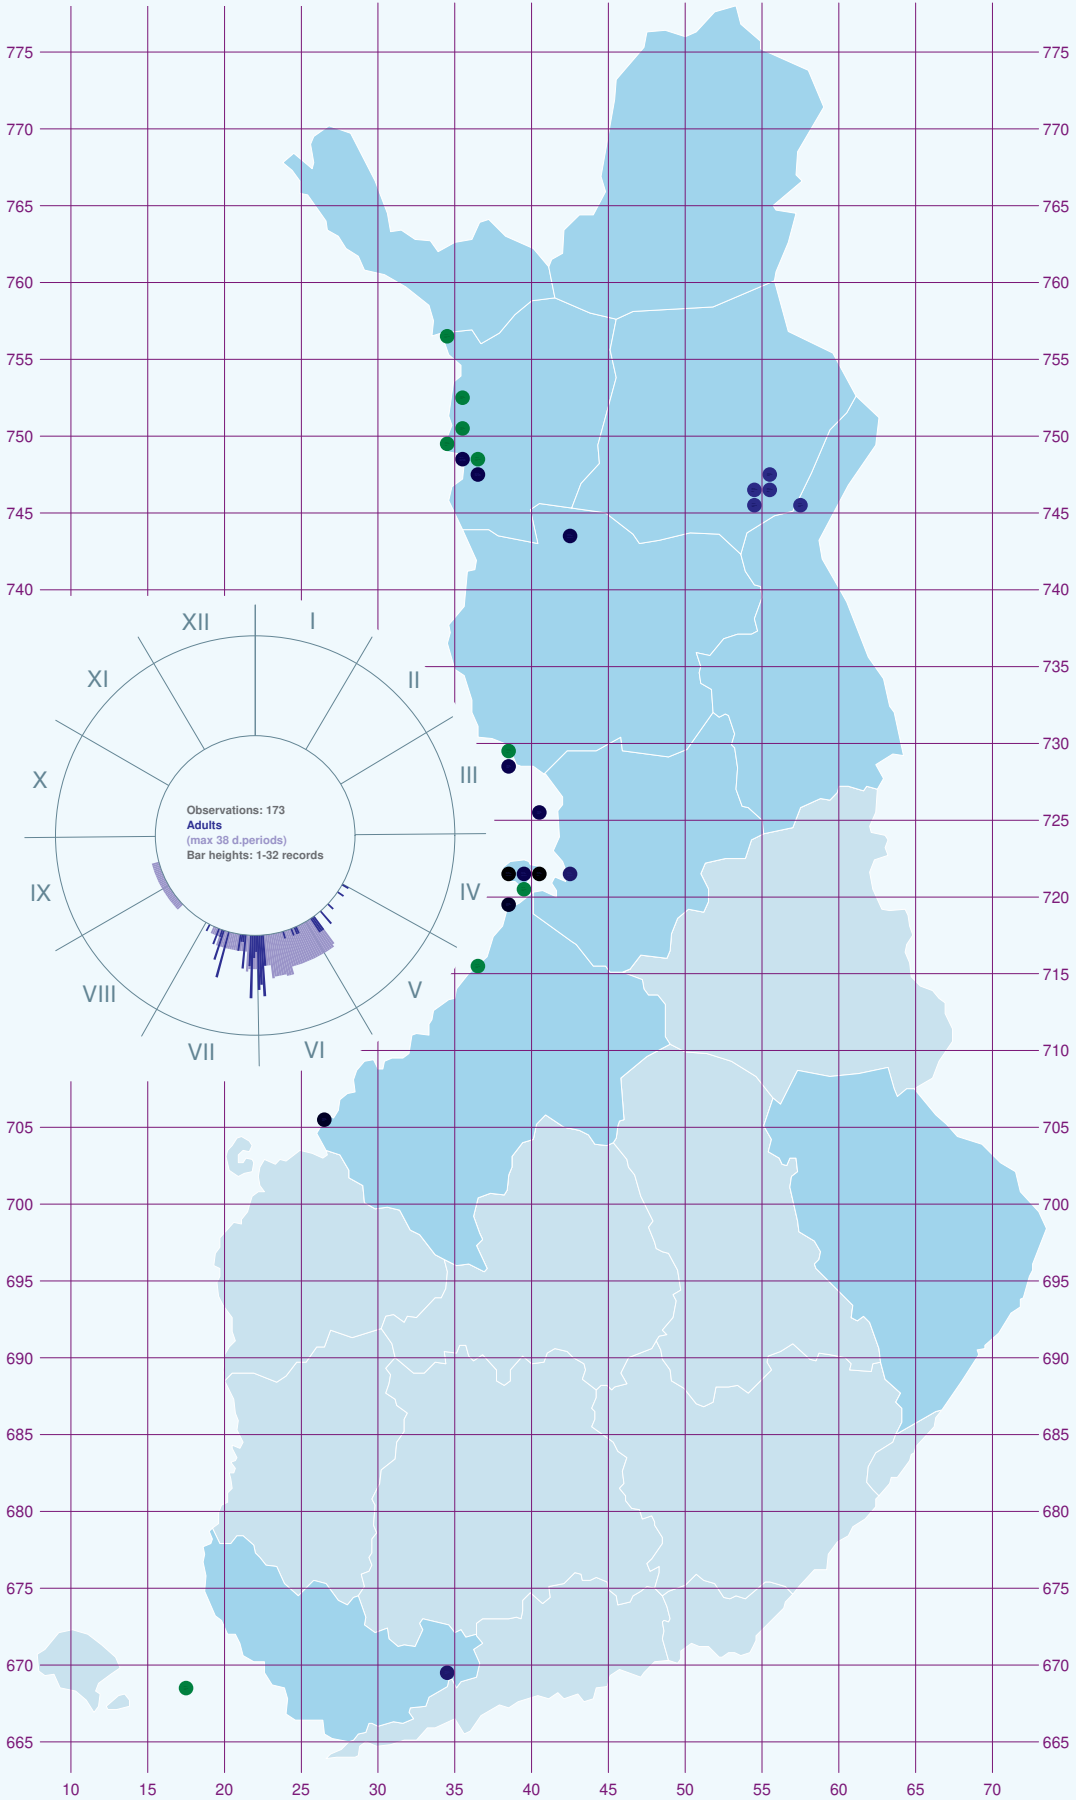 775 775
770 770
765 765
760 760
755 755
750 750
745 745
740 740
XII I
XI II
735
730
X III
Observations: 173
Adults
(max 38 d.periods)
Bar heights: 1-32 records
725
IX IV
720
VIII V
715
VII VI
710
705 705
700 700
695 695
690 690
685 685
680 680
675 675
670 670
665 665
10 15 20 25 30 35 40 45 50 55 60 65 70